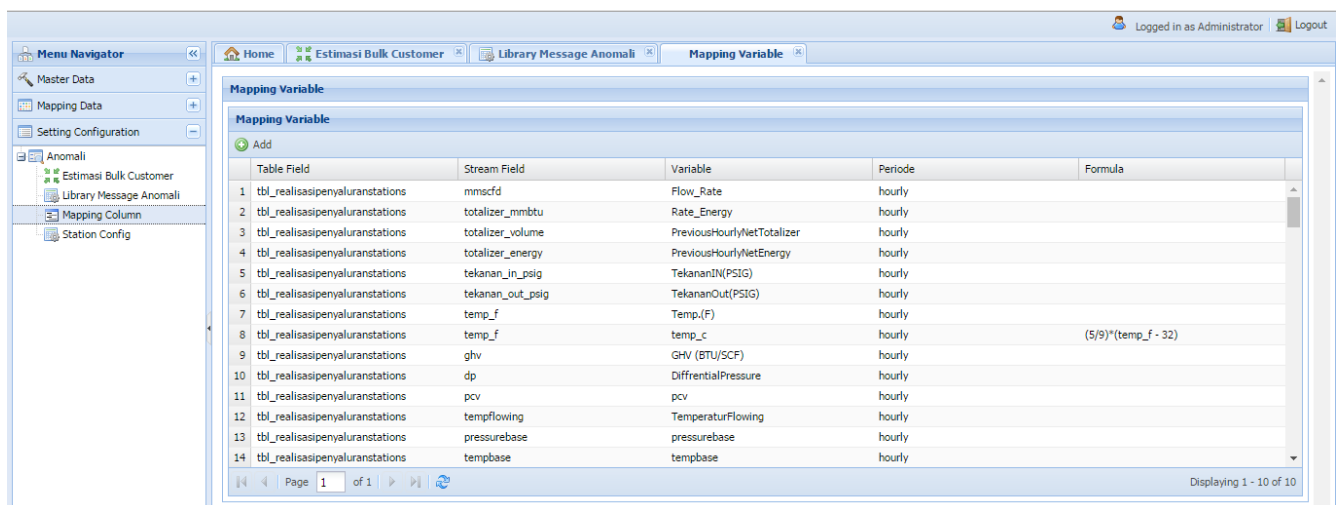 Logged in as Administrator Logout
Menu Navigator
Master Data
Mapping Data
Setting Configuration
Anomali
Estimasi Bulk Customer
Library Message Anomali
Mapping Column
Station Config
Home Estimasi Bulk Customer Library Message Anomali Mapping Variable
Mapping Variable
Mapping Variable
Add
Table Field Stream Field Variable Periode Formula
1 tbl_realisasipenyaluranstations mmscfd Flow_Rate hourly
2 tbl_realisasipenyaluranstations totalizer_mmbtu Rate_Energy hourly
3 tbl_realisasipenyaluranstations totalizer_volume PreviousHourlyNetTotalizer hourly
4 tbl_realisasipenyaluranstations totalizer_energy PreviousHourlyNetEnergy hourly
5 tbl_realisasipenyaluranstations tekanan_in_psig TekananIN(PSIG) hourly
6 tbl_realisasipenyaluranstations tekanan_out_psig TekananOut(PSIG) hourly
7 tbl_realisasipenyaluranstations temp_f Temp.(F) hourly
8 tbl_realisasipenyaluranstations temp_f temp_c hourly (5/9)*(temp_f - 32)
9 tbl_realisasipenyaluranstations ghv GHV (BTU/SCF) hourly
10 tbl_realisasipenyaluranstations dp DiffrentialPressure hourly
11 tbl_realisasipenyaluranstations pcv pcv hourly
12 tbl_realisasipenyaluranstations tempflowing TemperaturFlowing hourly
13 tbl_realisasipenyaluranstations pressurebase pressurebase hourly
14 tbl_realisasipenyaluranstations tempbase tempbase hourly
Page 1 of 1 Displaying 1 - 10 of 10